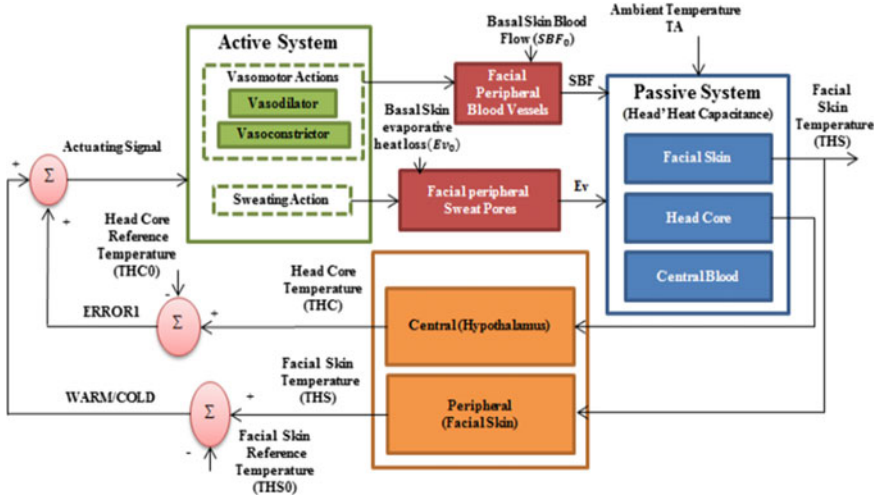 Active System
Vasomotor Actions
Vasodilator
Vasoconstrictor
Sweating Action
Basal Skin Blood
Flow (SBF₀)
Facial
Peripheral
Blood Vessels
SBF
Basal Skin
evaporative
heat loss(Ev₀)
Facial peripheral
Sweat Pores
Ev
Ambient Temperature
TA
Passive System
(Head'Heat Capacitance)
Facial Skin
Head Core
Central Blood
Facial
Skin
Temperature
(THS)
+
Σ
+
Actuating Signal
Head Core
Reference
Temperature
(THC0)
-
Σ
+
ERROR1
Head Core
Temperature
(THC)
Central (Hypothalamus)
Facial Skin
Temperature
(THS)
Peripheral
(Facial Skin)
WARM/COLD
Σ
+
-
Facial Skin
Reference
Temperature
(THS0)